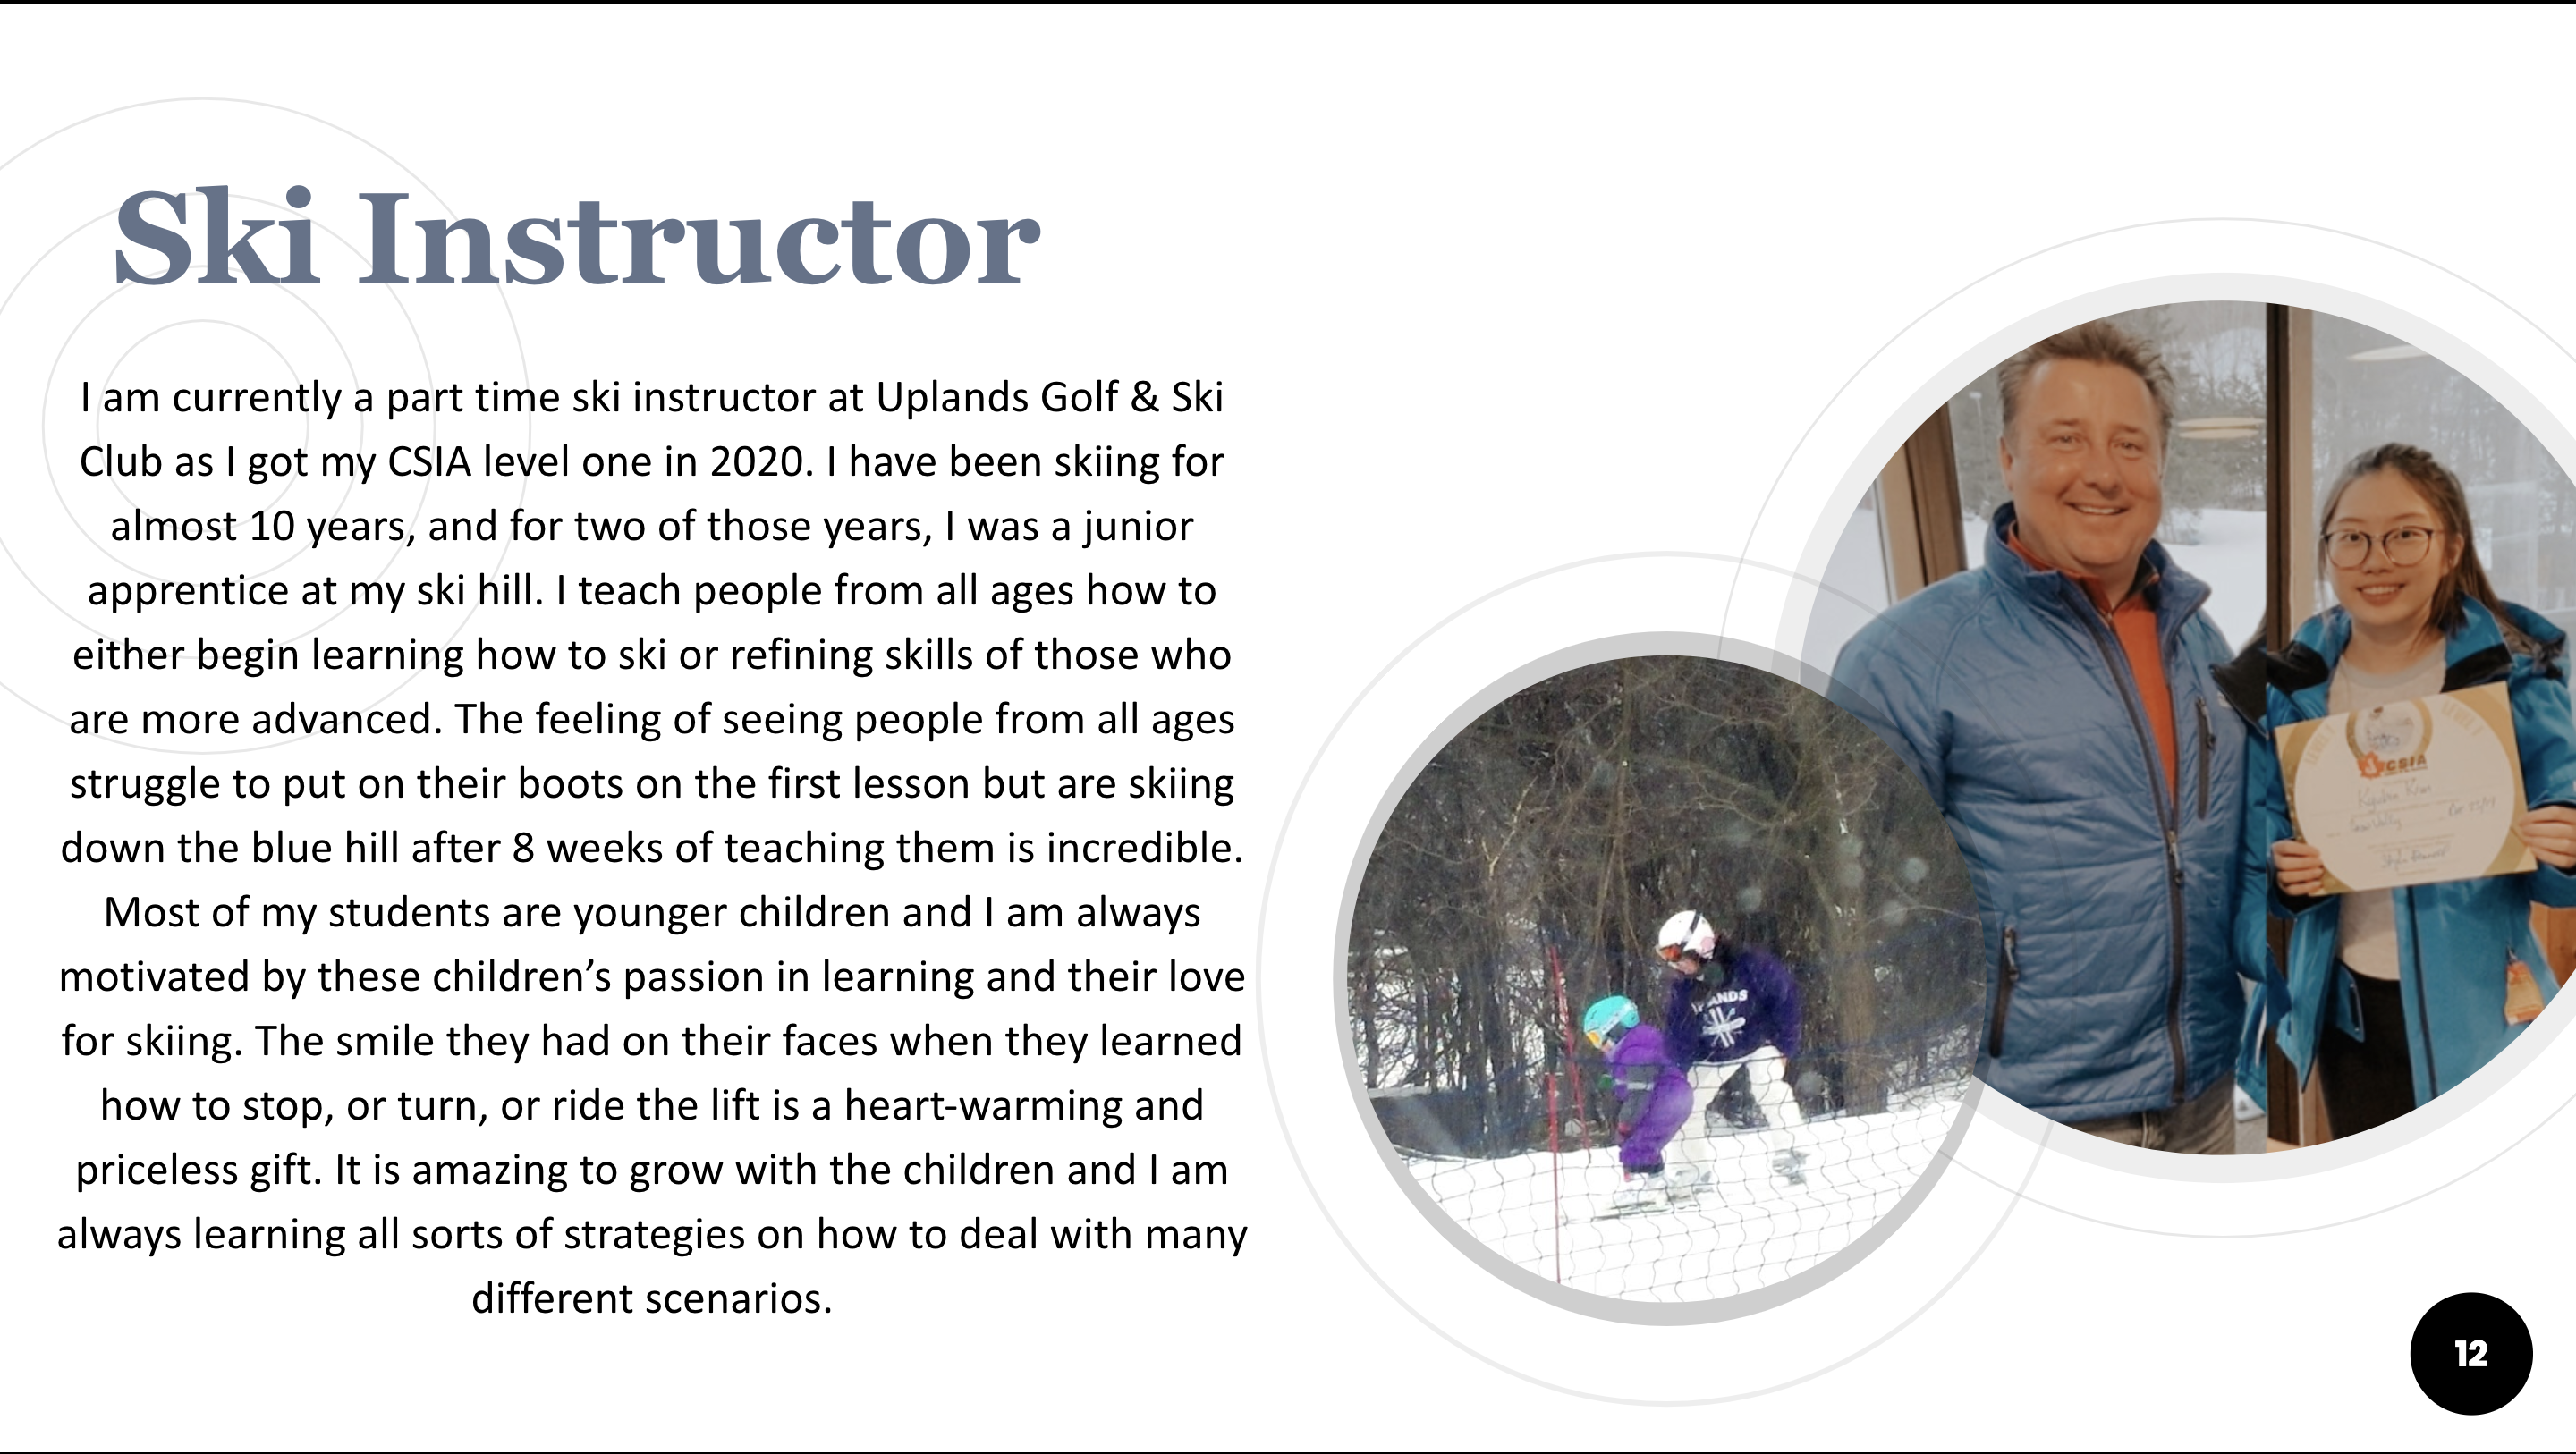 Ski Instructor
I am currently a part time ski instructor at Uplands Golf & Ski
Club as I got my CSIA level one in 2020. I have been skiing for
almost 10 years, and for two of those years, I was a junior
apprentice at my ski hill. I teach people from all ages how to
either begin learning how to ski or refining skills of those who
are more advanced. The feeling of seeing people from all ages
struggle to put on their boots on the first lesson but are skiing
down the blue hill after 8 weeks of teaching them is incredible.
Most of my students are younger children and I am always
motivated by these children’s passion in learning and their love
for skiing. The smile they had on their faces when they learned
how to stop, or turn, or ride the lift is a heart-warming and
priceless gift. It is amazing to grow with the children and I am
always learning all sorts of strategies on how to deal with many
different scenarios.
CSIA
12